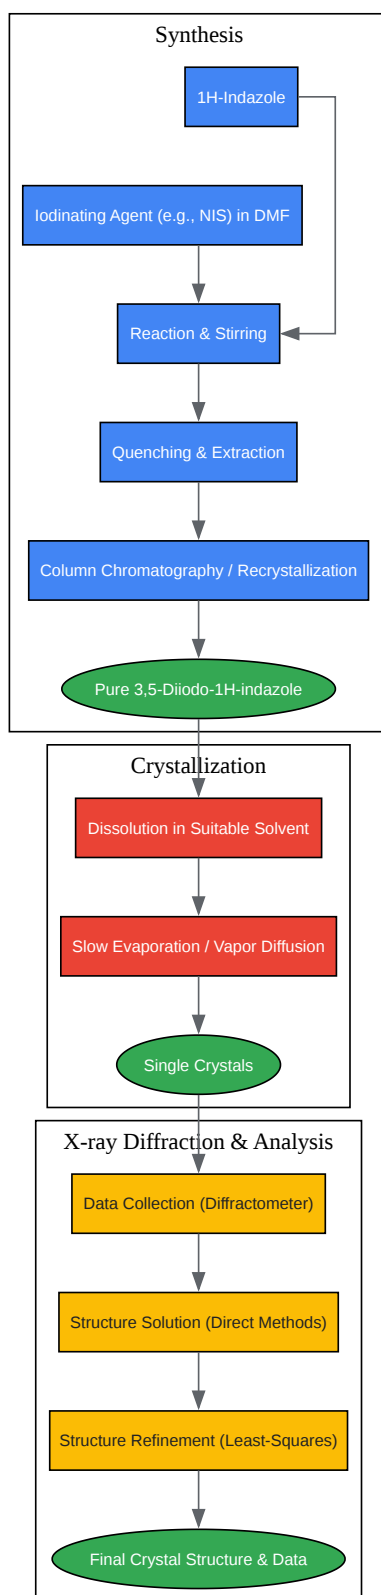 Synthesis
1H-Indazole
Iodinating Agent (e.g., NIS) in DMF
Reaction & Stirring
Quenching & Extraction
Column Chromatography / Recrystallization
Pure 3,5-Diiodo-1H-indazole
Crystallization
Dissolution in Suitable Solvent
Slow Evaporation / Vapor Diffusion
Single Crystals
X-ray Diffraction & Analysis
Data Collection (Diffractometer)
Structure Solution (Direct Methods)
Structure Refinement (Least-Squares)
Final Crystal Structure & Data